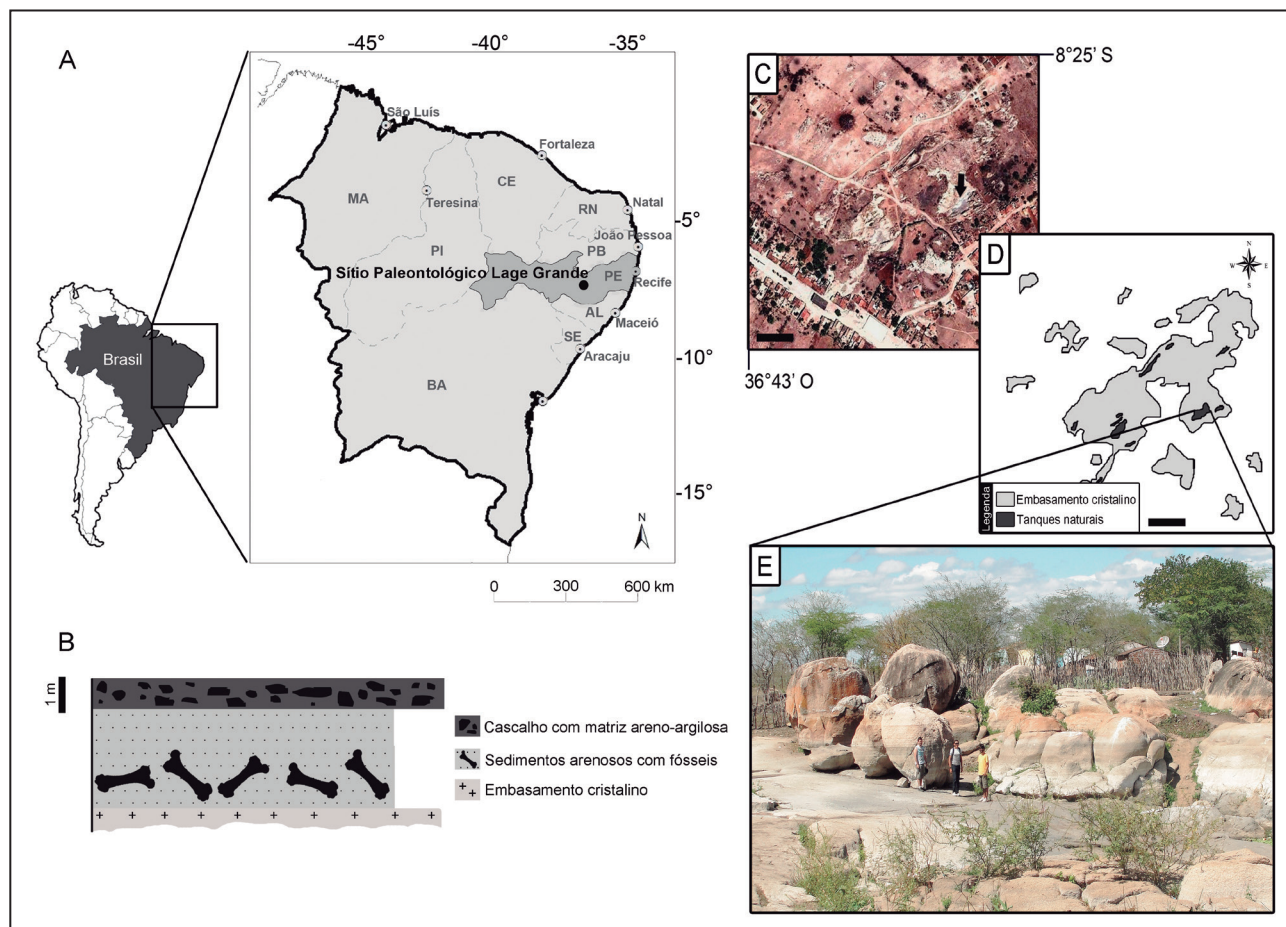 A
-45°
-40°
-35°
São Luís
Fortaleza
MA
Teresina
CE
RN
Natal
-5°
João Pessoa
PI
PB
Sítio Paleontológico Lage Grande
PE
Recife
AL
Maceió
SE
Aracaju
-10°
BA
Brasil
-15°
N
0 300 600 km
B
1 m
Cascalho com matriz areno-argilosa
Sedimentos arenosos com fósseis
Embasamento cristalino
C
8°25' S
36°43' O
D
N
W E
S
Legenda
Embasamento cristalino
Tanques naturais
E